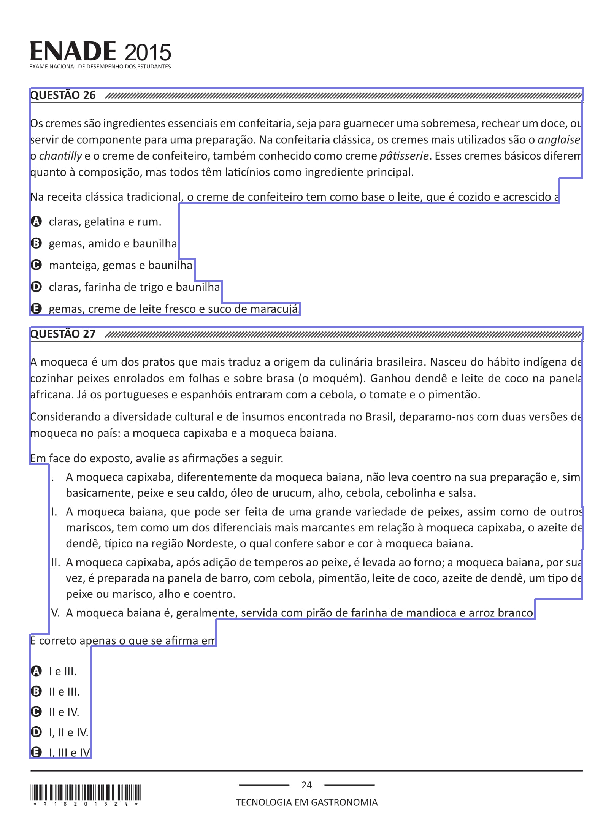 ENADE 2015
EXAME NACIONAL DE DESEMPENHO DOS ESTUDANTES
QUESTÃO 26
Os cremes são ingredientes essenciais em confeitaria, seja para guarnecer uma sobremesa, rechear um doce, ou
servir de componente para uma preparação. Na confeitaria clássica, os cremes mais utilizados são o anglaise
o chantilly e o creme de confeiteiro, também conhecido como creme pâtisserie. Esses cremes básicos diferem
quanto à composição, mas todos têm laticínios como ingrediente principal.
Na receita clássica tradicional, o creme de confeiteiro tem como base o leite, que é cozido e acrescido a
A claras, gelatina e rum.
B gemas, amido e baunilha
C manteiga, gemas e baunilha
D claras, farinha de trigo e baunilha
E gemas, creme de leite fresco e suco de maracujá
QUESTÃO 27
A moqueca é um dos pratos que mais traduz a origem da culinária brasileira. Nasceu do hábito indígena de
cozinhar peixes enrolados em folhas e sobre brasa (o moquém). Ganhou dendê e leite de coco na panela
africana. Já os portugueses e espanhóis entraram com a cebola, o tomate e o pimentão.
Considerando a diversidade cultural e de insumos encontrada no Brasil, deparamo-nos com duas versões de
moqueca no país: a moqueca capixaba e a moqueca baiana.
Em face do exposto, avalie as afirmações a seguir.
. A moqueca capixaba, diferentemente da moqueca baiana, não leva coentro na sua preparação e, sim
basicamente, peixe e seu caldo, óleo de urucum, alho, cebola, cebolinha e salsa.
I. A moqueca baiana, que pode ser feita de uma grande variedade de peixes, assim como de outros
mariscos, tem como um dos diferenciais mais marcantes em relação à moqueca capixaba, o azeite de
dendê, típico na região Nordeste, o qual confere sabor e cor à moqueca baiana.
II. A moqueca capixaba, após adição de temperos ao peixe, é levada ao forno; a moqueca baiana, por sua
vez, é preparada na panela de barro, com cebola, pimentão, leite de coco, azeite de dendê, um tipo de
peixe ou marisco, alho e coentro.
V. A moqueca baiana é, geralmente, servida com pirão de farinha de mandioca e arroz branco
É correto apenas o que se afirma em
A I e III.
B II e III.
C II e IV.
D I, II e IV.
E I, III e IV
24
TECNOLOGIA EM GASTRONOMIA